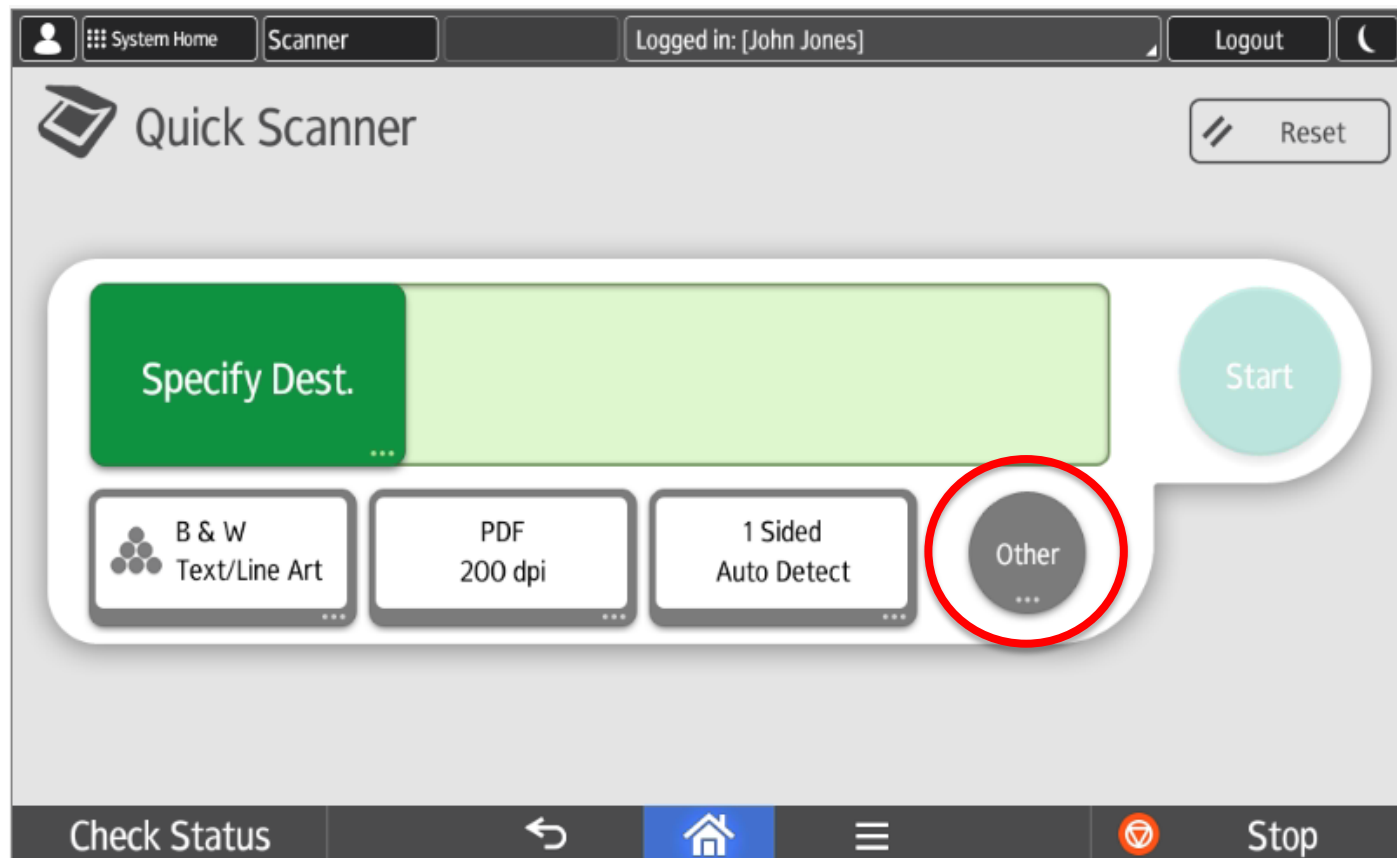 System Home
Scanner
Logged in: [John Jones]
Logout
Quick Scanner
Reset
Specify Dest.
Start
B & W
Text/Line Art
PDF
200 dpi
1 Sided
Auto Detect
Other
Check Status
Stop